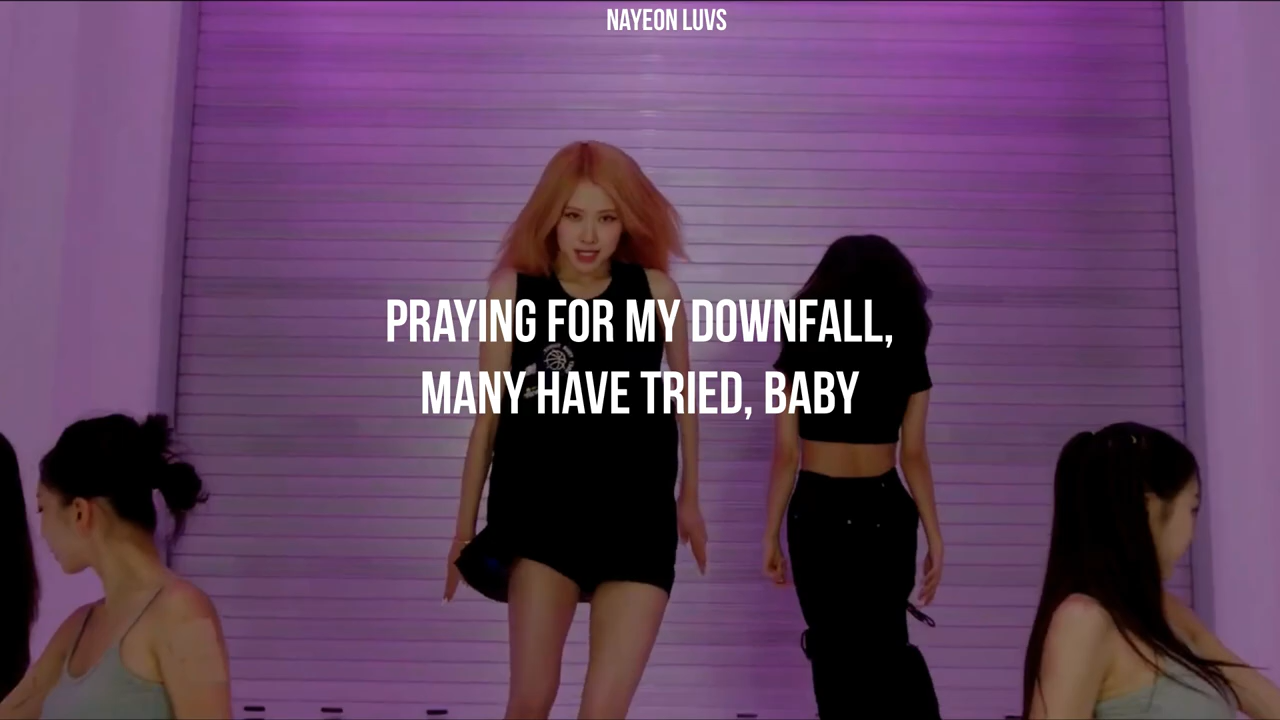 NAYEON LUVS
PRAYING FOR MY DOWNFALL,
MANY HAVE TRIED, BABY